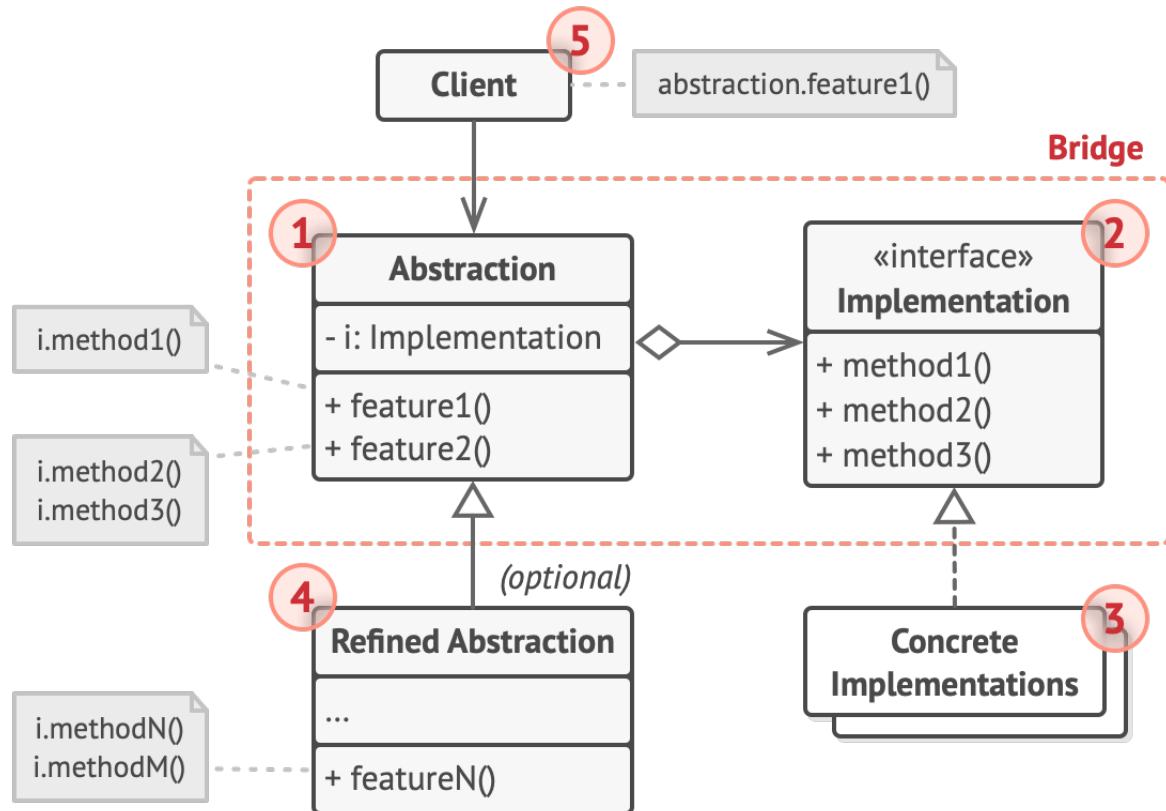 5
Client
abstraction.feature1()
Bridge
1
Abstraction
- i: Implementation
+ feature1()
+ feature2()
2
«interface»
Implementation
+ method1()
+ method2()
+ method3()
i.method1()
i.method2()
i.method3()
(optional)
4
Refined Abstraction
...
+ featureN()
3
Concrete
Implementations
i.methodN()
i.methodM()